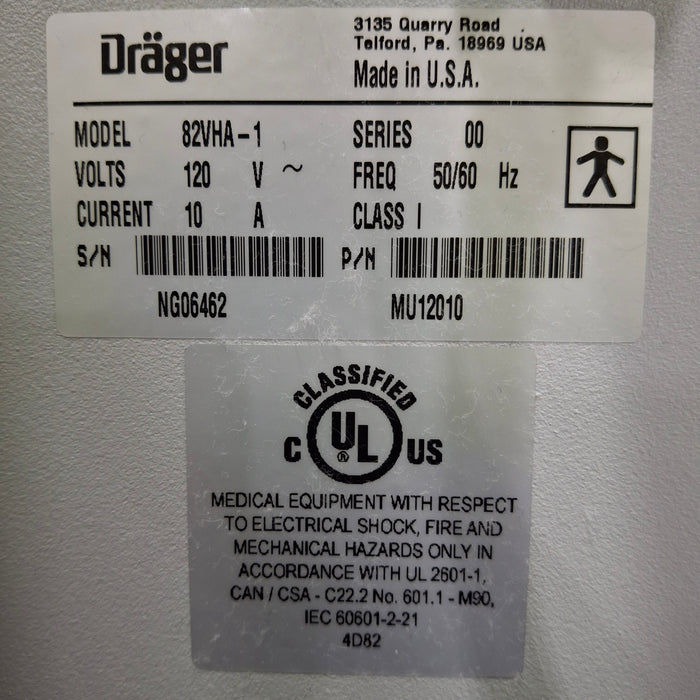 Dräger
3135 Quarry Road
Telford, Pa. 18969 USA
Made in U.S.A.
MODEL 82VHA-1 SERIES 00
VOLTS 120 V ~ FREQ 50/60 Hz
CURRENT 10 A CLASS I
S/N P/N
NG06462 MU12010
CLASSIFIED
C UL® US
MEDICAL EQUIPMENT WITH RESPECT
TO ELECTRICAL SHOCK, FIRE AND
MECHANICAL HAZARDS ONLY IN
ACCORDANCE WITH UL 2601-1,
CAN / CSA - C22.2 No. 601.1 - M90,
IEC 60601-2-21
4D82